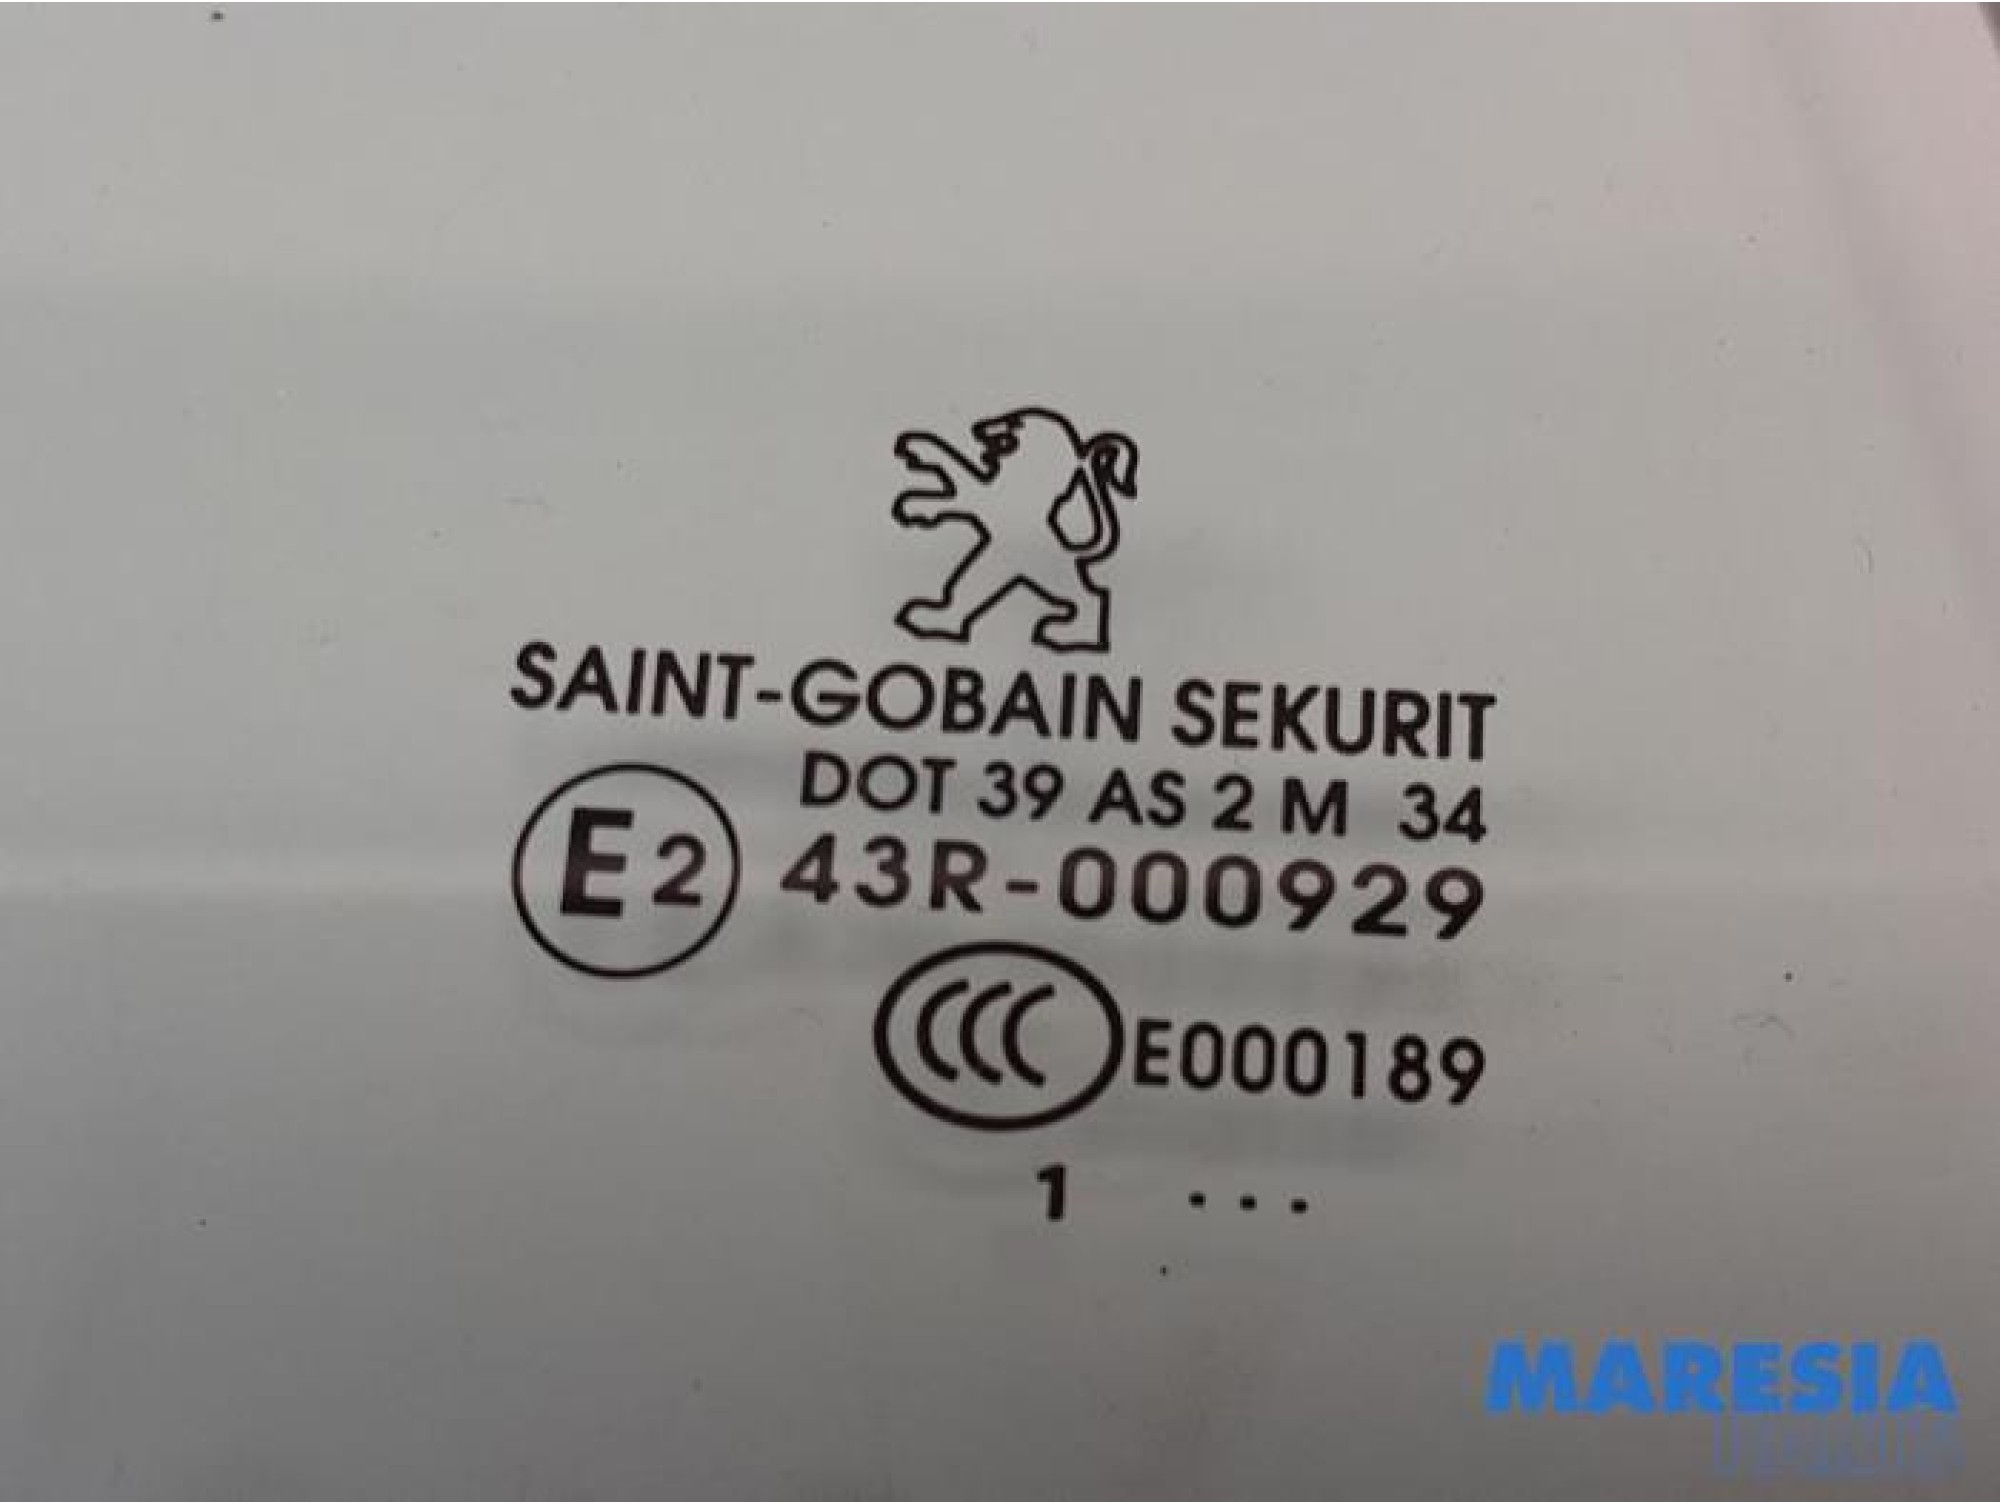 SAINT-GOBAIN SEKURIT
DOT 39 AS 2 M 34
E2 43R-000929
CCC E000189
1 ...
MARESIA